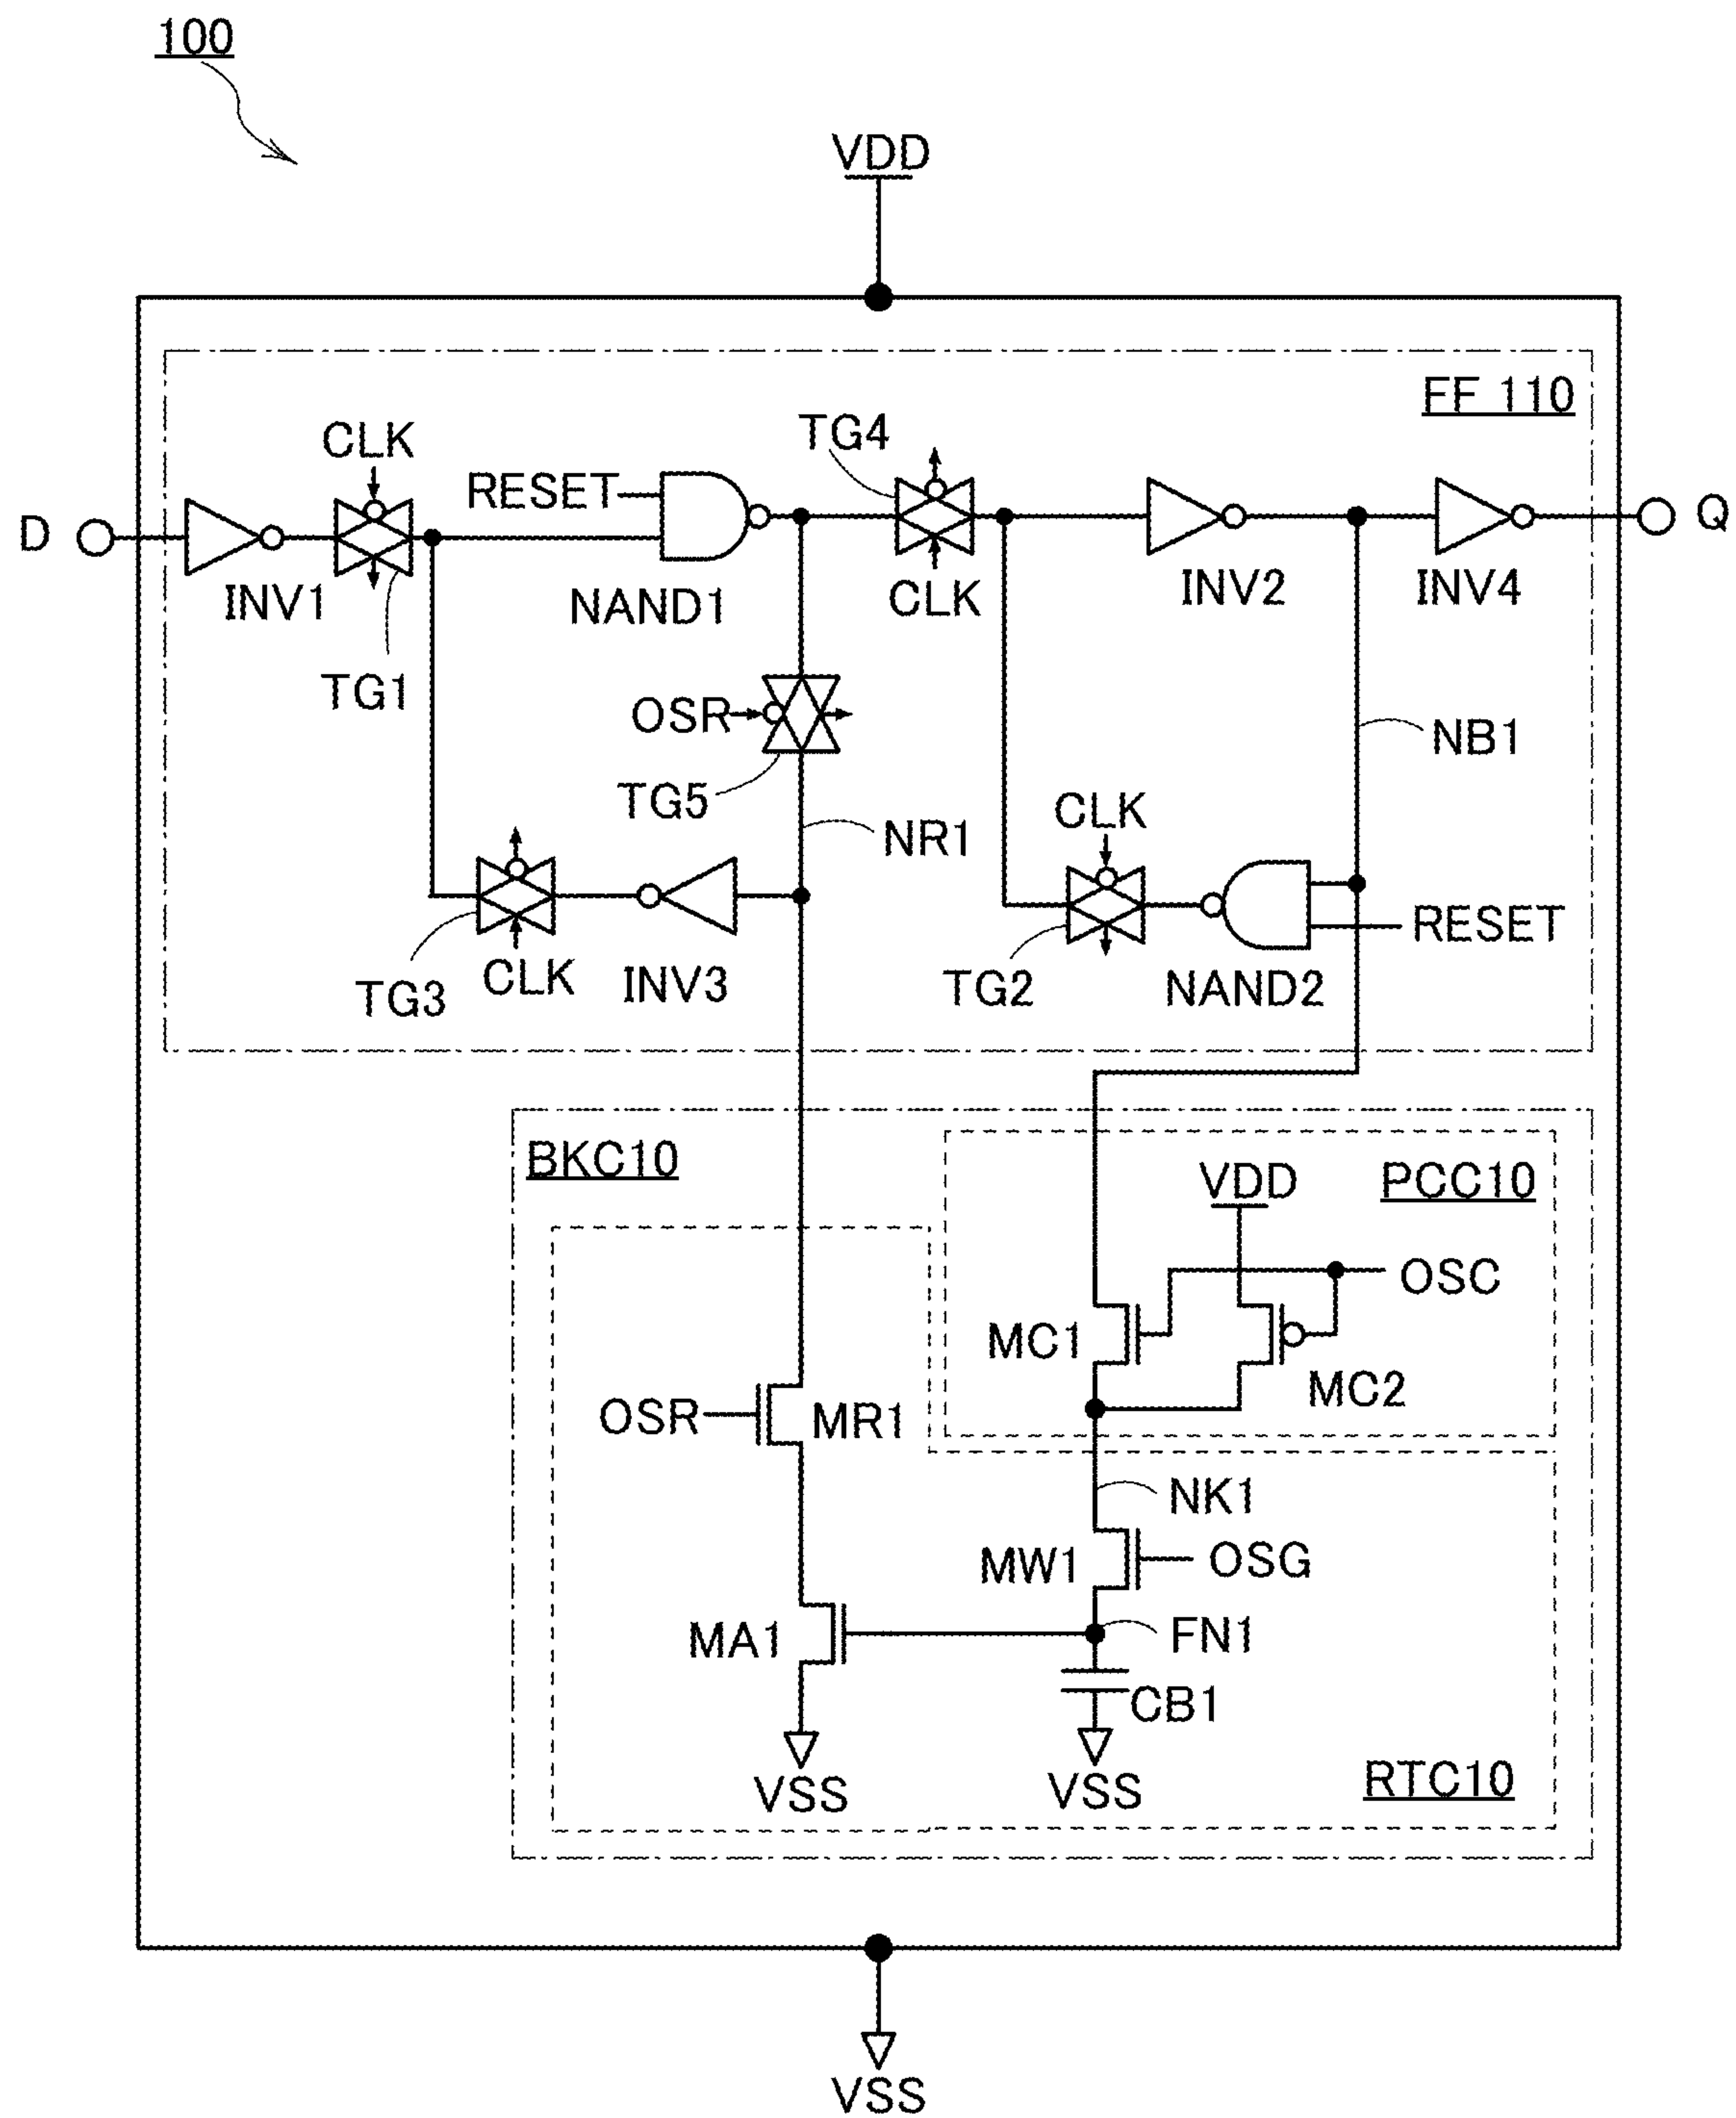 100
VDD
FF 110
CLK
TG4
RESET
D
Q
INV1
NAND1
CLK
INV2
INV4
TG1
OSR
NB1
TG5
CLK
NR1
RESET
TG3
CLK
INV3
TG2
NAND2
BKC10
PCC10
VDD
OSC
MC1
MC2
OSR
MR1
NK1
MW1
OSG
MA1
FN1
CB1
VSS
VSS
RTC10
VSS